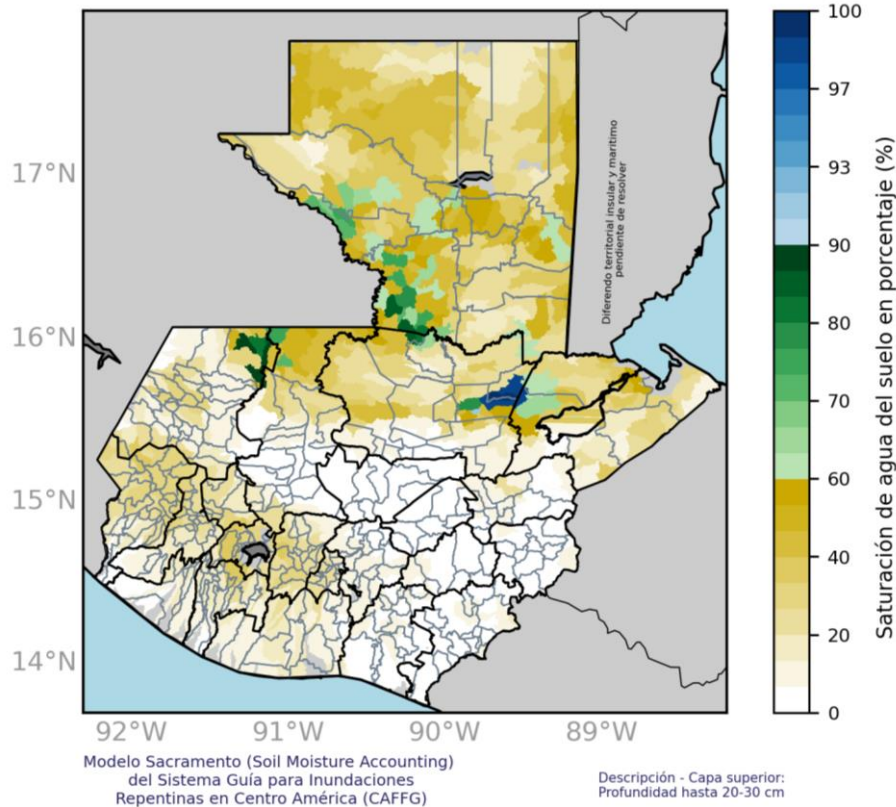 100
97
93
90
80
60
40
20
0
Saturación de agua del suelo en porcentaje (%)
17°N
16°N
15°N
14°N
92°W
91°W
90°W
89°W
Diferendo territorial insular y maritimo
pendiente de resolver
Modelo Sacramento (Soil Moisture Accounting)
del Sistema Guía para Inundaciones
Repentinas en Centro América (CAFFG)
Descripción - Capa superior:
Profundidad hasta 20-30 cm